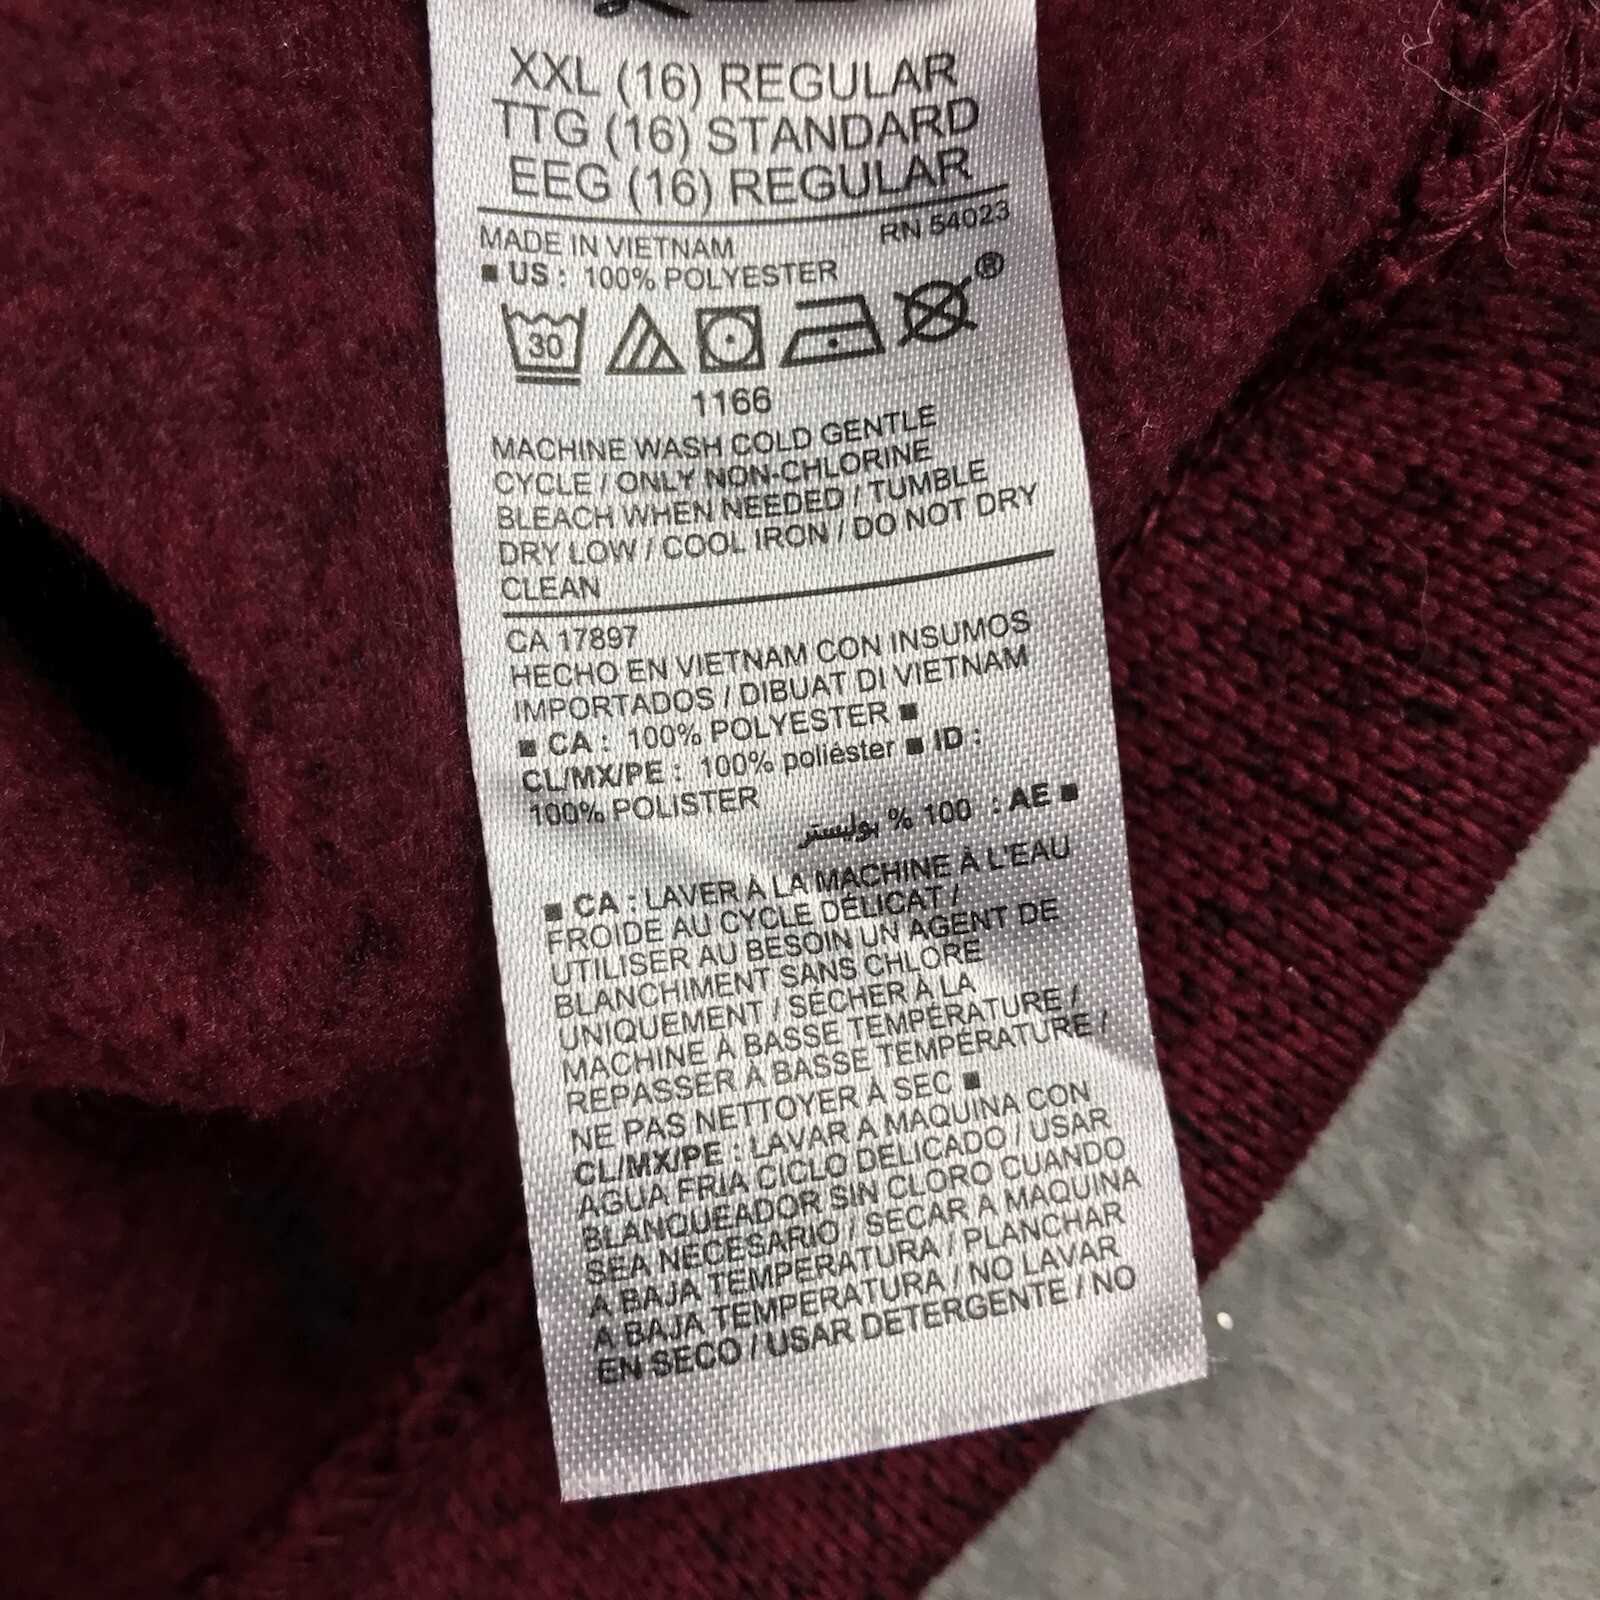 XXL (16) REGULAR
TTG (16) STANDARD
EEG (16) REGULAR
RN 54023
MADE IN VIETNAM
■ US : 100% POLYESTER
30
®
1166
MACHINE WASH COLD GENTLE
CYCLE / ONLY NON-CHLORINE
BLEACH WHEN NEEDED / TUMBLE
DRY LOW / COOL IRON / DO NOT DRY
CLEAN
CA 17897
HECHO EN VIETNAM CON INSUMOS
IMPORTADOS / DIBUAT DI VIETNAM
■ CA : 100% POLYESTER ■
CL/MX/PE : 100% poliéster ■ ID :
100% POLISTER
■ AE : 100 % بوليستر
■ CA : LAVER À LA MACHINE À L'EAU
FROIDE AU CYCLE DÉLICAT /
UTILISER AU BESOIN UN AGENT DE
BLANCHIMENT SANS CHLORE
UNIQUEMENT / SÉCHER À LA
MACHINE À BASSE TEMPÉRATURE /
REPASSER À BASSE TEMPÉRATURE /
NE PAS NETTOYER À SEC ■
CL/MX/PE : LAVAR A MAQUINA CON
AGUA FRIA CICLO DELICADO / USAR
BLANQUEADOR SIN CLORO CUANDO
SEA NECESARIO / SECAR A MAQUINA
A BAJA TEMPERATURA / PLANCHAR
A BAJA TEMPERATURA / NO LAVAR
EN SECO / USAR DETERGENTE / NO